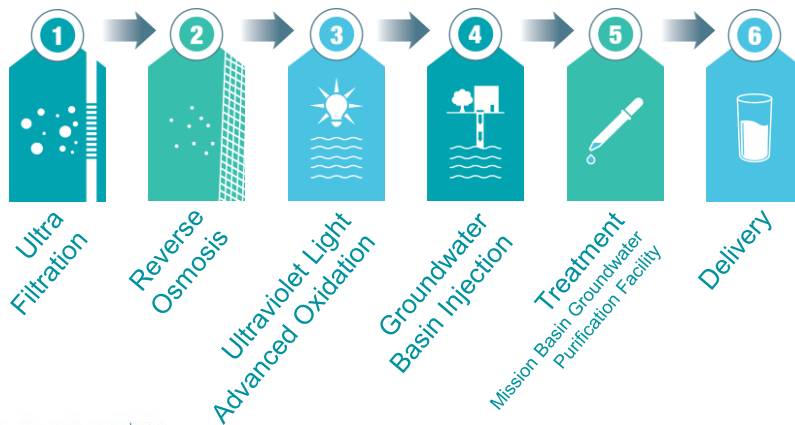 1
2
3
4
5
6
Ultra
Filtration
Reverse
Osmosis
Ultraviolet Light
Advanced Oxidation
Groundwater
Basin Injection
Treatment
Mission Basin Groundwater
Purification Facility
Delivery